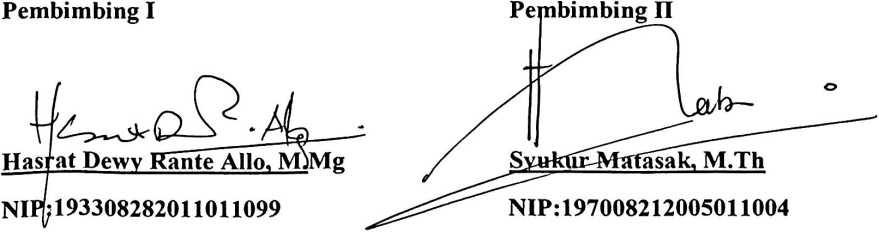 Pembimbing I
Pembimbing II
Hasrat Dewy Rante Allo, M.Mg
Syukur Matasak, M.Th
NIP:193308282011011099
NIP:197008212005011004